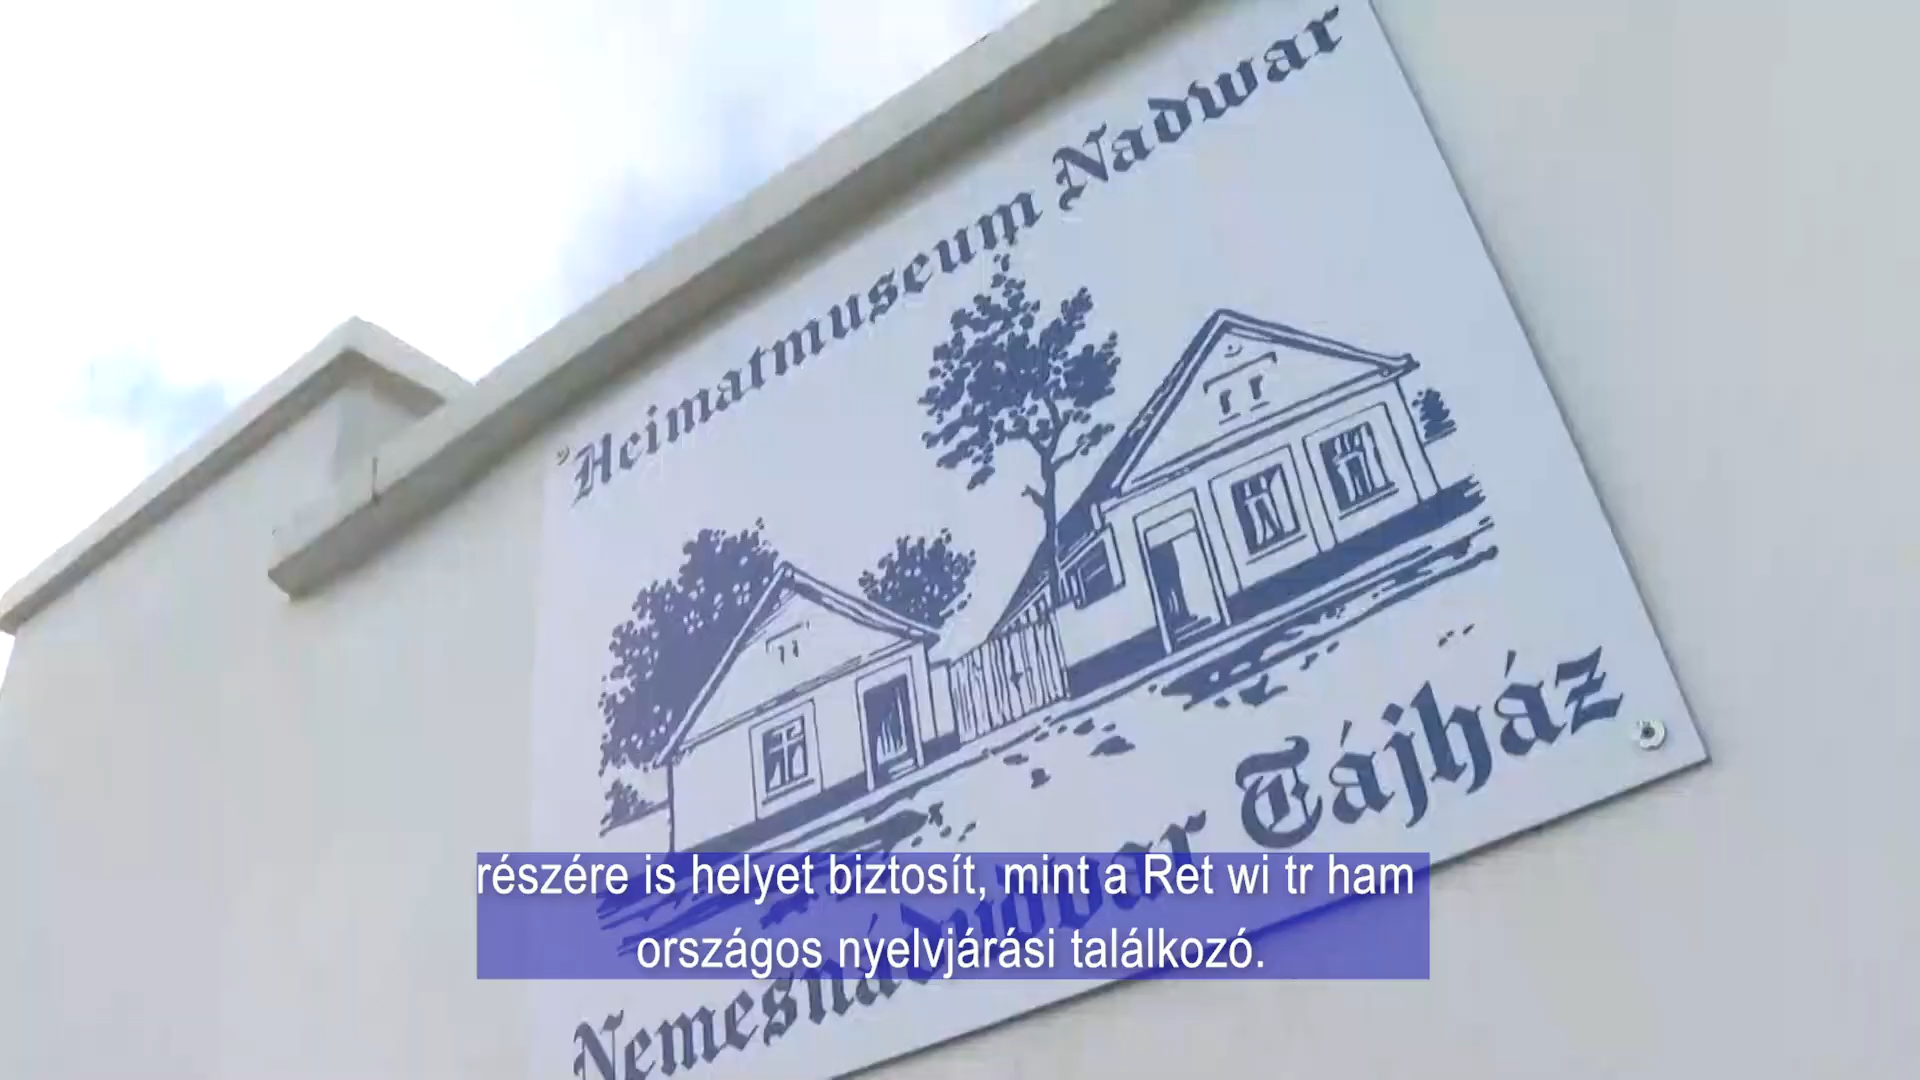 Heimatmuseum Nadwar
Nemesnádudvar Tájház
részére is helyet biztosít, mint a Ret wi tr ham
országos nyelvjárási találkozó.